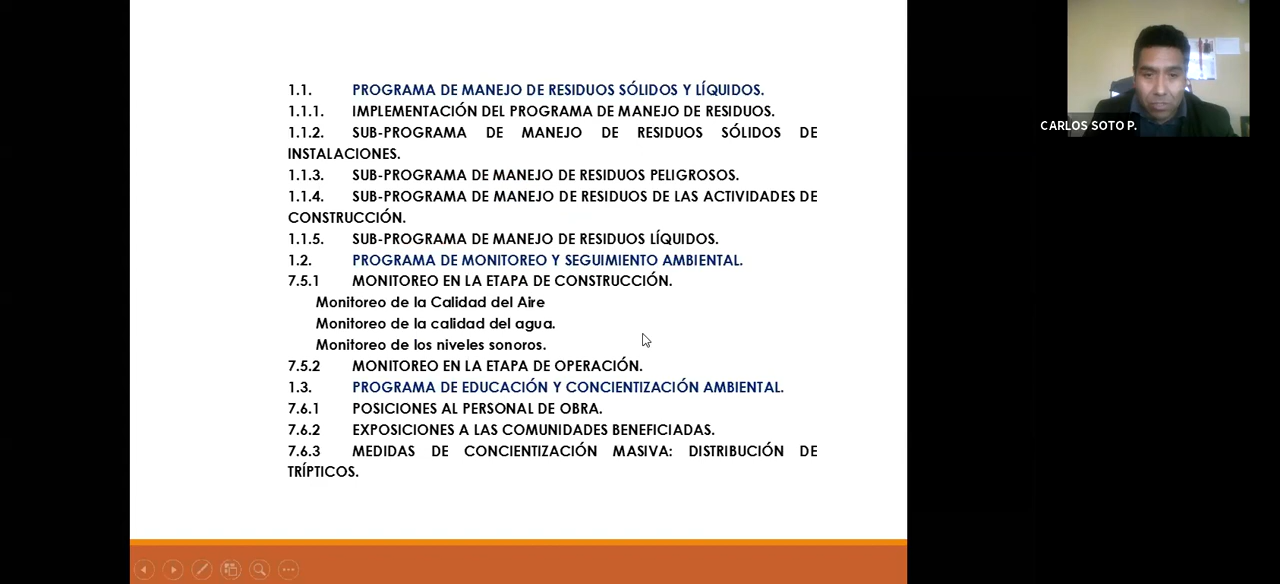 1.1. PROGRAMA DE MANEJO DE RESIDUOS SÓLIDOS Y LÍQUIDOS.
1.1.1. IMPLEMENTACIÓN DEL PROGRAMA DE MANEJO DE RESIDUOS.
1.1.2. SUB-PROGRAMA DE MANEJO DE RESIDUOS SÓLIDOS DE
INSTALACIONES.
1.1.3. SUB-PROGRAMA DE MANEJO DE RESIDUOS PELIGROSOS.
1.1.4. SUB-PROGRAMA DE MANEJO DE RESIDUOS DE LAS ACTIVIDADES DE
CONSTRUCCIÓN.
1.1.5. SUB-PROGRAMA DE MANEJO DE RESIDUOS LÍQUIDOS.
1.2. PROGRAMA DE MONITOREO Y SEGUIMIENTO AMBIENTAL.
7.5.1 MONITOREO EN LA ETAPA DE CONSTRUCCIÓN.
Monitoreo de la Calidad del Aire
Monitoreo de la calidad del agua.
Monitoreo de los niveles sonoros.
7.5.2 MONITOREO EN LA ETAPA DE OPERACIÓN.
1.3. PROGRAMA DE EDUCACIÓN Y CONCIENTIZACIÓN AMBIENTAL.
7.6.1 POSICIONES AL PERSONAL DE OBRA.
7.6.2 EXPOSICIONES A LAS COMUNIDADES BENEFICIADAS.
7.6.3 MEDIDAS DE CONCIENTIZACIÓN MASIVA: DISTRIBUCIÓN DE
TRÍPTICOS.
CARLOS SOTO P.